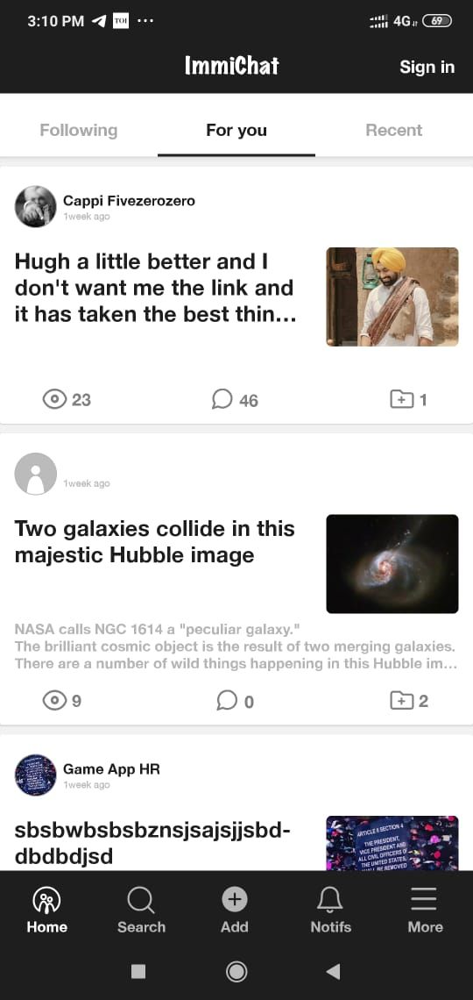 3:10 PM TOI ... 4G 69
ImmiChat
Sign in
Following For you Recent
Cappi Fivezerozero
1week ago
Hugh a little better and I
don't want me the link and
it has taken the best thin...
23 46 1
1week ago
Two galaxies collide in this
majestic Hubble image
NASA calls NGC 1614 a "peculiar galaxy."
The brilliant cosmic object is the result of two merging galaxies.
There are a number of wild things happening in this Hubble im...
9 0 2
Game App HR
1week ago
sbsbwbsbsbznsjsajsjjsbd-
dbdbdjsd
ARTICLE II SECTION 4
THE PRESIDENT,
VICE PRESIDENT AND
ALL CIVIL OFFICERS OF
THE UNITED STATES,
SHALL BE REMOVED
Home Search Add Notifs More